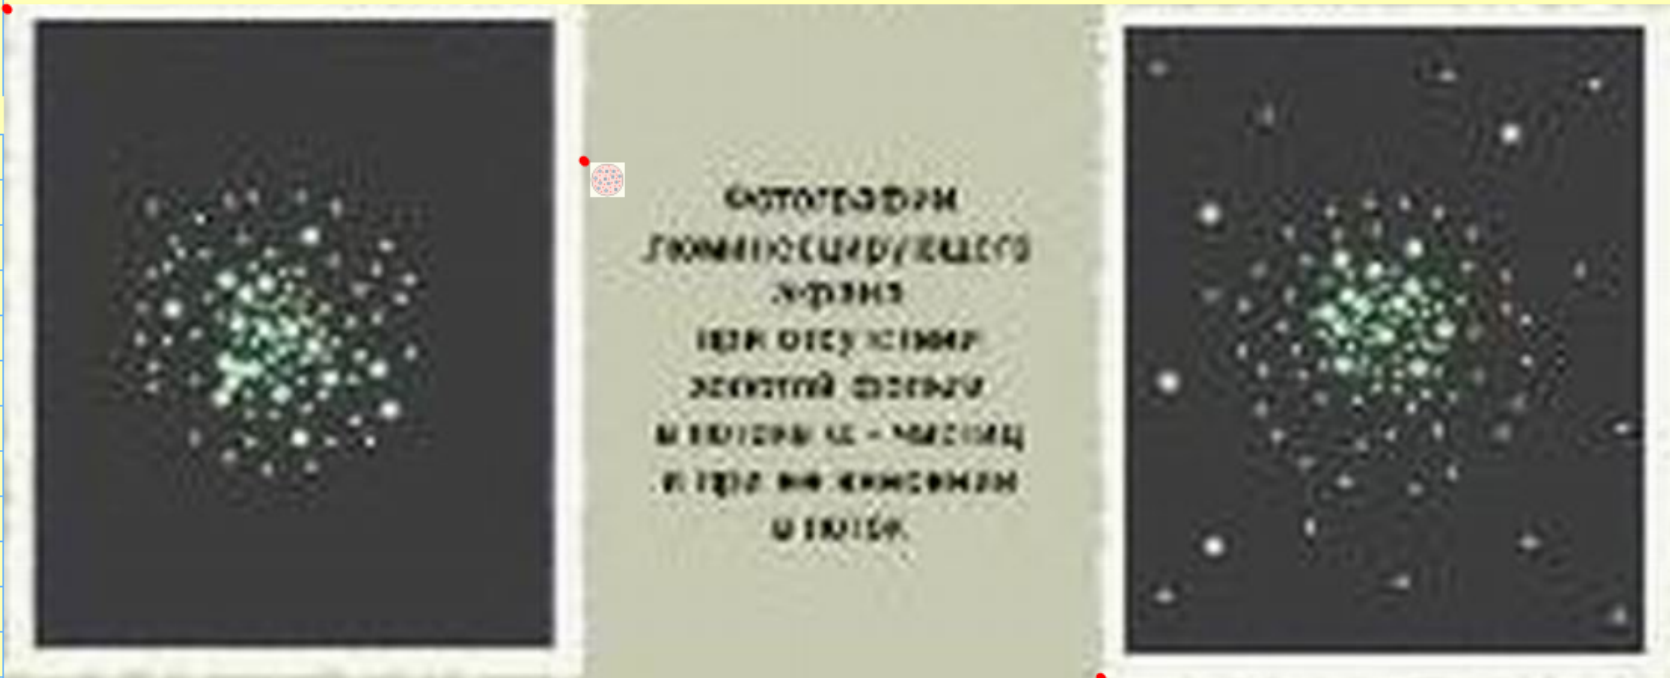 Фотографии
люминесцирующего
экрана
при отсутствии
золотой фольги
в потоке α - частиц
и при ее внесении
в поток.